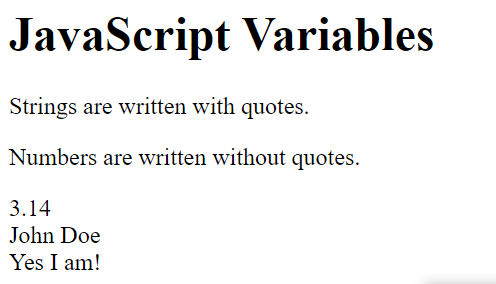 JavaScript Variables
Strings are written with quotes.
Numbers are written without quotes.
3.14
John Doe
Yes I am!